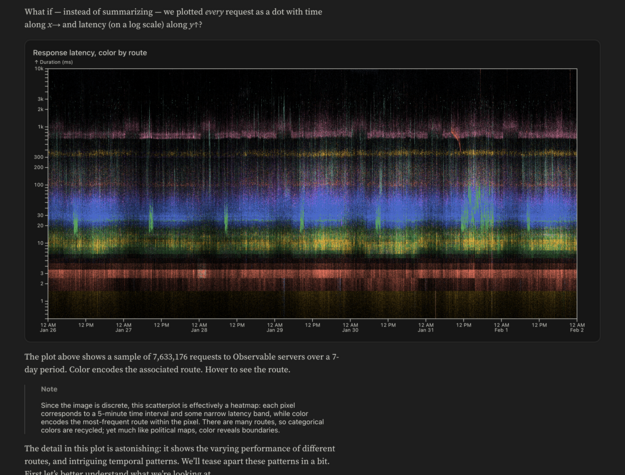 What if — instead of summarizing — we plotted every request as a dot with time
along x→ and latency (on a log scale) along y↑?
Response latency, color by route
↑ Duration (ms)
10k
3k
2k
1k
300
200
100
30
20
10
3
2
1
12 AM 12 PM 12 AM 12 PM 12 AM 12 PM 12 AM 12 PM 12 AM 12 PM 12 AM 12 PM 12 AM 12 PM 12 AM
Jan 26 Jan 27 Jan 28 Jan 29 Jan 30 Jan 31 Feb 1 Feb 2
The plot above shows a sample of 7,633,176 requests to Observable servers over a 7-
day period. Color encodes the associated route. Hover to see the route.
Note
Since the image is discrete, this scatterplot is effectively a heatmap: each pixel
corresponds to a 5-minute time interval and some narrow latency band, while color
encodes the most-frequent route within the pixel. There are many routes, so categorical
colors are recycled; yet much like political maps, color reveals boundaries.
The detail in this plot is astonishing: it shows the varying performance of different
routes, and intriguing temporal patterns. We'll tease apart these patterns in a bit.
First let's better understand what we're looking at.